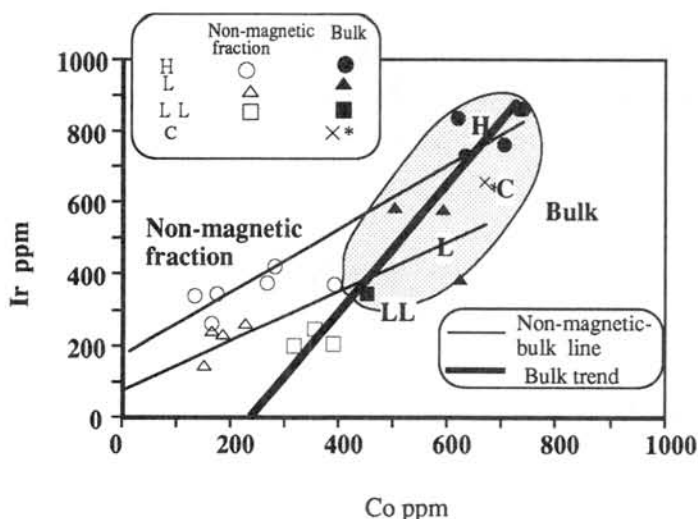 Non-magnetic Bulk
fraction
H
L
L L
C *
1000
800
600
400
200
0
Ir ppm
Non-magnetic
fraction
H
*C
L
LL
Bulk
Non-magnetic-
bulk line
Bulk trend
0 200 400 600 800 1000
Co ppm